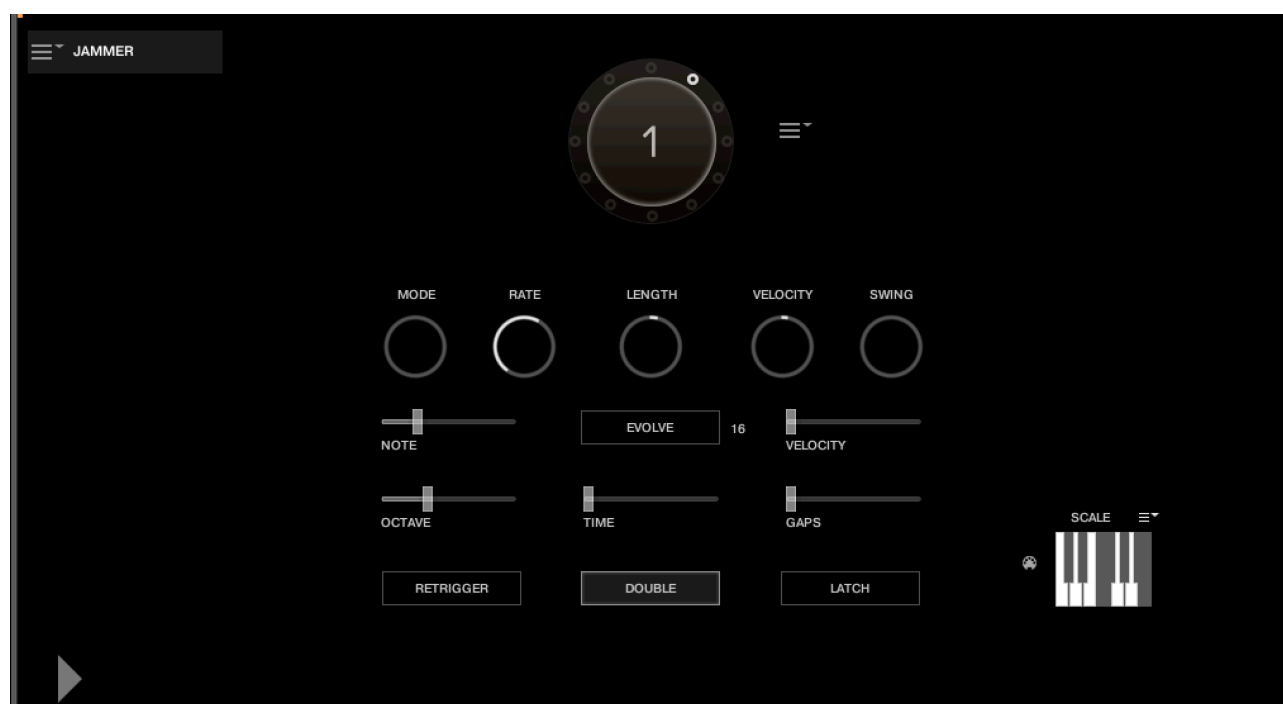 JAMMER
1
MODE RATE LENGTH VELOCITY SWING
EVOLVE 16
NOTE VELOCITY
OCTAVE TIME GAPS
SCALE
RETRIGGER DOUBLE LATCH